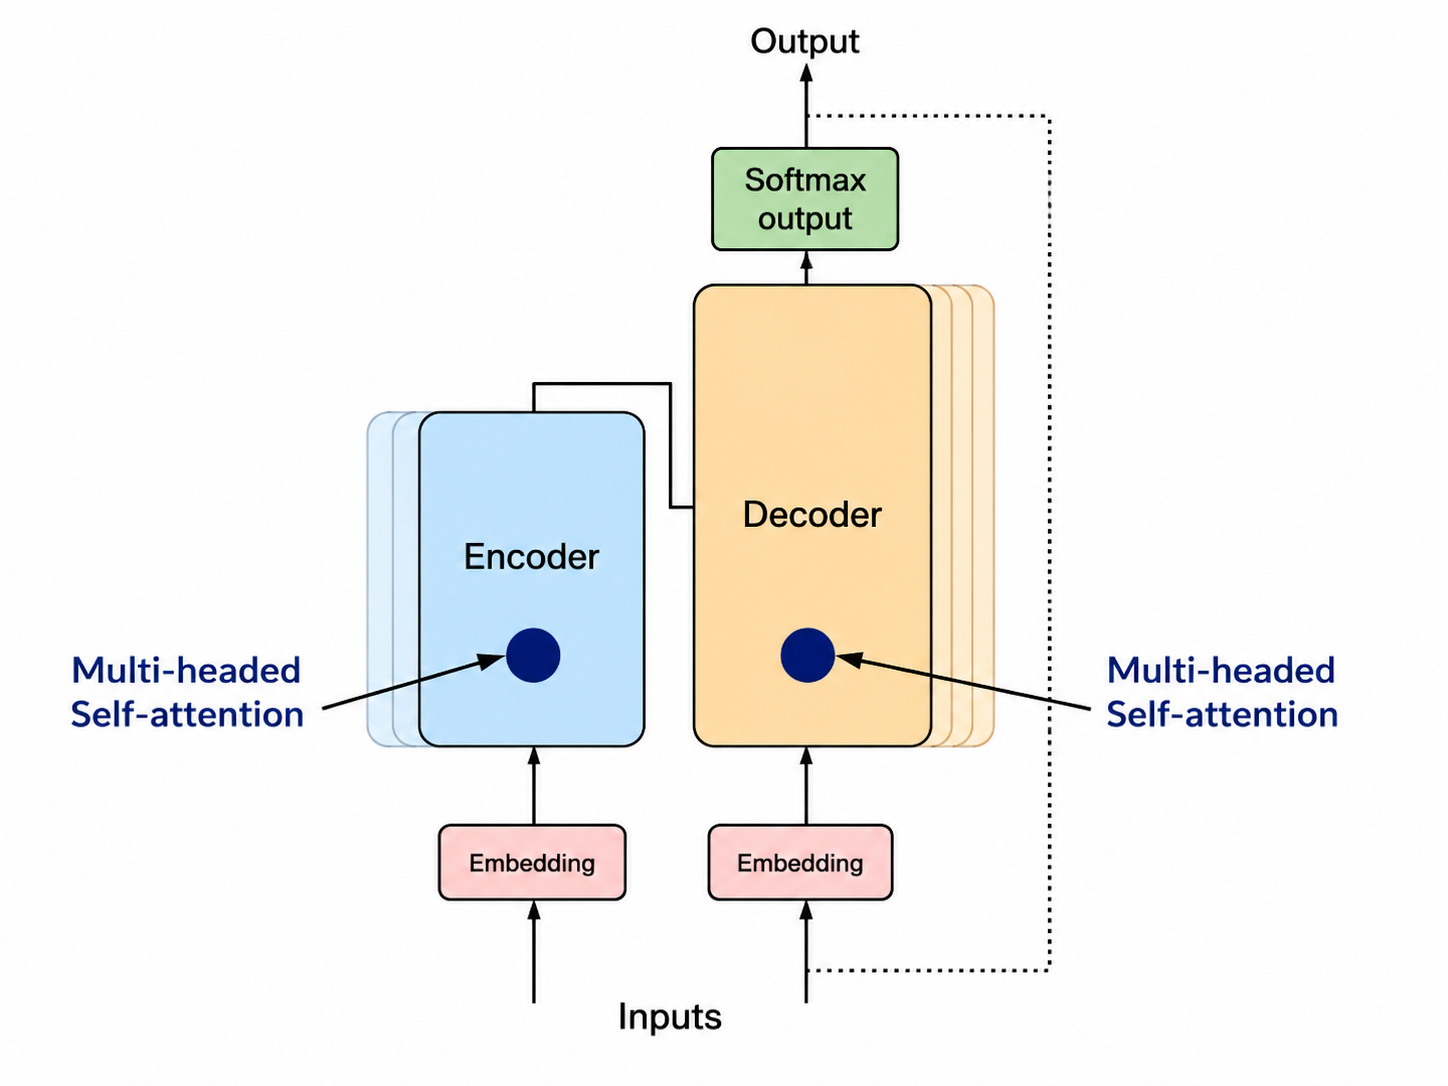 Output
Softmax
output
Decoder
Encoder
Multi-headed
Self-attention
Multi-headed
Self-attention
Embedding
Embedding
Inputs